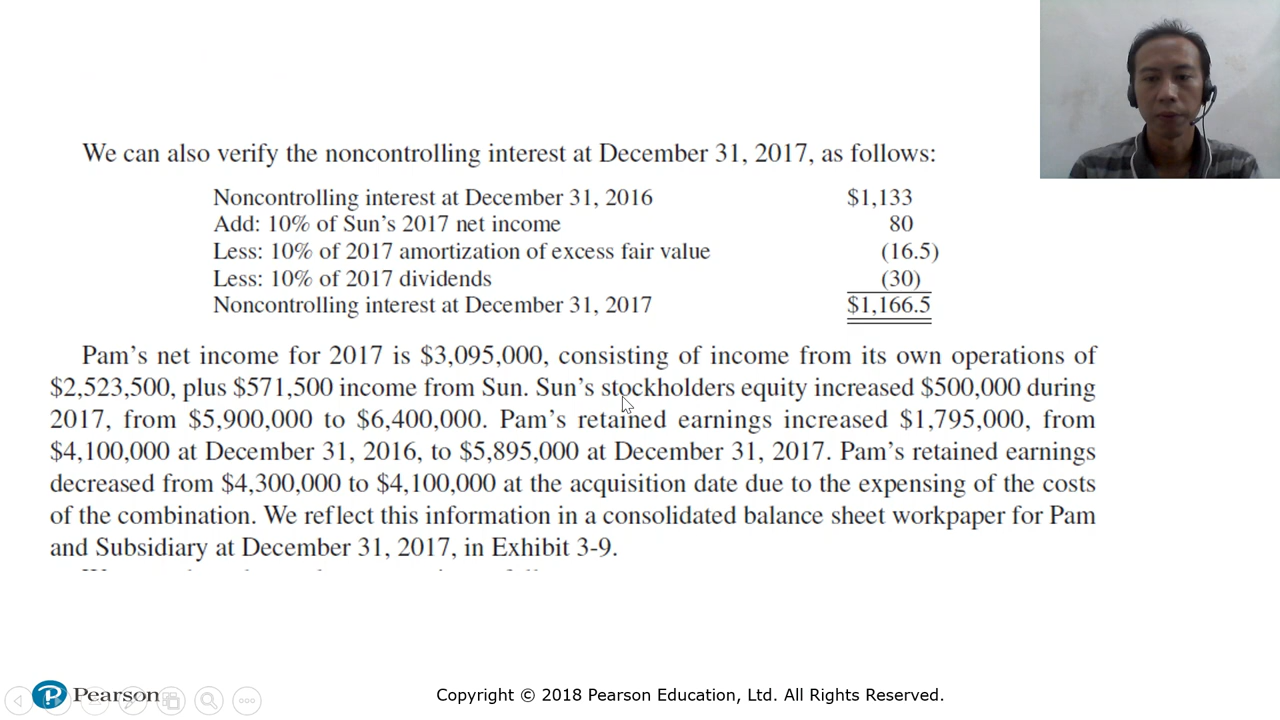 We can also verify the noncontrolling interest at December 31, 2017, as follows:
Noncontrolling interest at December 31, 2016 $1,133
Add: 10% of Sun’s 2017 net income 80
Less: 10% of 2017 amortization of excess fair value (16.5)
Less: 10% of 2017 dividends (30)
Noncontrolling interest at December 31, 2017 $1,166.5
Pam’s net income for 2017 is $3,095,000, consisting of income from its own operations of
$2,523,500, plus $571,500 income from Sun. Sun’s stockholders equity increased $500,000 during
2017, from $5,900,000 to $6,400,000. Pam’s retained earnings increased $1,795,000, from
$4,100,000 at December 31, 2016, to $5,895,000 at December 31, 2017. Pam’s retained earnings
decreased from $4,300,000 to $4,100,000 at the acquisition date due to the expensing of the costs
of the combination. We reflect this information in a consolidated balance sheet workpaper for Pam
and Subsidiary at December 31, 2017, in Exhibit 3-9.
P Pearson
Copyright © 2018 Pearson Education, Ltd. All Rights Reserved.